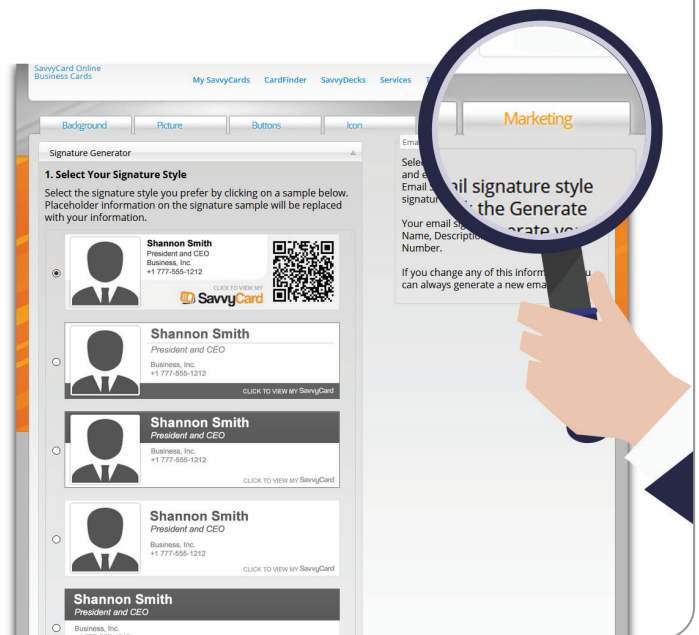 SavvyCard Online
Business Cards
My SavvyCards CardFinder SavvyDecks Services
Background Picture Buttons Icon Marketing
Signature Generator
1. Select Your Signature Style
Select the signature style you prefer by clicking on a sample below.
Placeholder information on the signature sample will be replaced
with your information.
Shannon Smith
President and CEO
Business, Inc.
+1 777-555-1212
CLICK TO VIEW MY
SavvyCard
Shannon Smith
President and CEO
Business, Inc.
+1 777-555-1212
CLICK TO VIEW MY SavvyCard
Shannon Smith
President and CEO
Business, Inc.
+1 777-555-1212
CLICK TO VIEW MY SavvyCard
Shannon Smith
President and CEO
Business, Inc.
+1 777-555-1212
CLICK TO VIEW MY SavvyCard
Shannon Smith
President and CEO
Business, Inc.
and
Email
signature style
the Generate
Your email
Name,
Number.
If you change any of this
can always generate a new